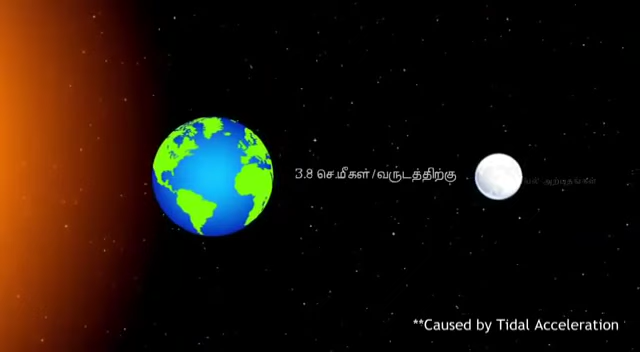 3.8 செ.மீகள் /வருடத்திற்கு
**Caused by Tidal Acceleration